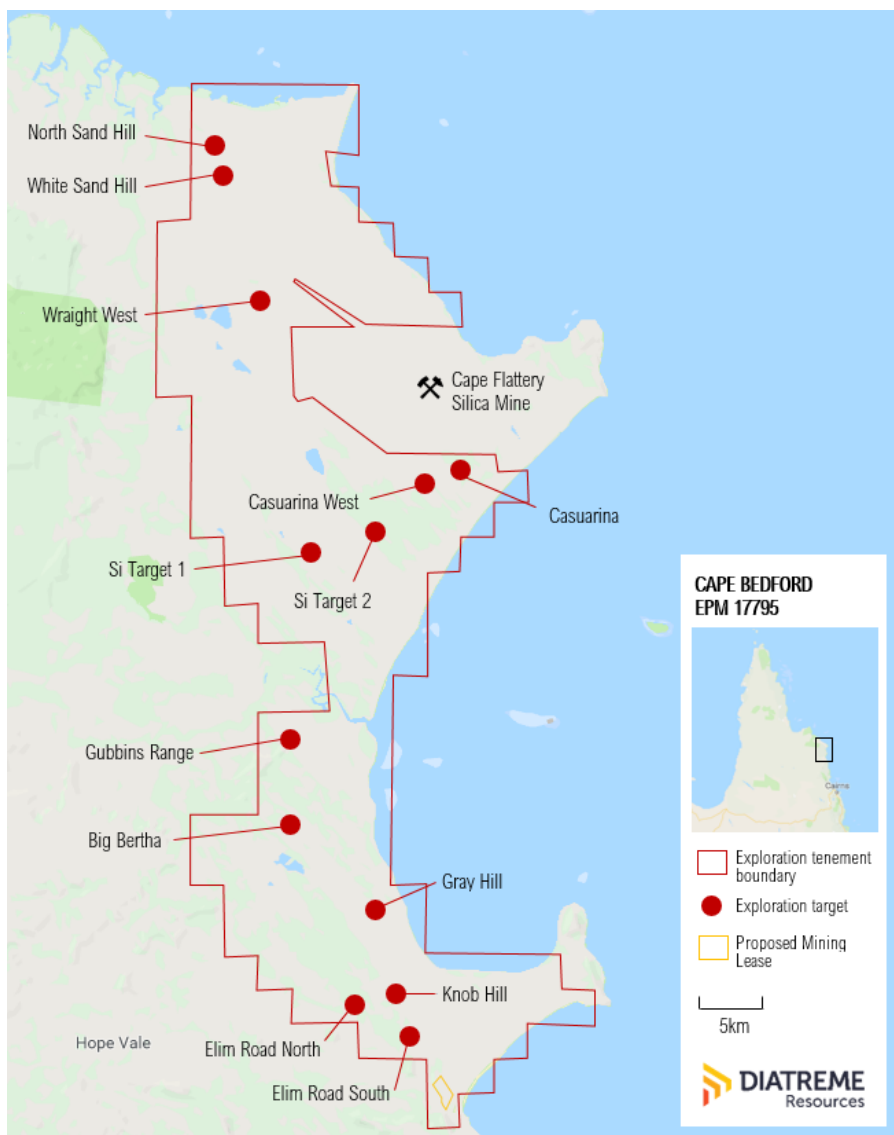 North Sand Hill
White Sand Hill
Wraight West
Cape Flattery
Silica Mine
Casuarina West
Casuarina
Si Target 1
Si Target 2
Gubbins Range
Big Bertha
Gray Hill
Knob Hill
Elim Road North
Hope Vale
Elim Road South
CAPE BEDFORD
EPM 17795
Cairns
Exploration tenement
boundary
Exploration target
Proposed Mining
Lease
5km
DIATREME
Resources